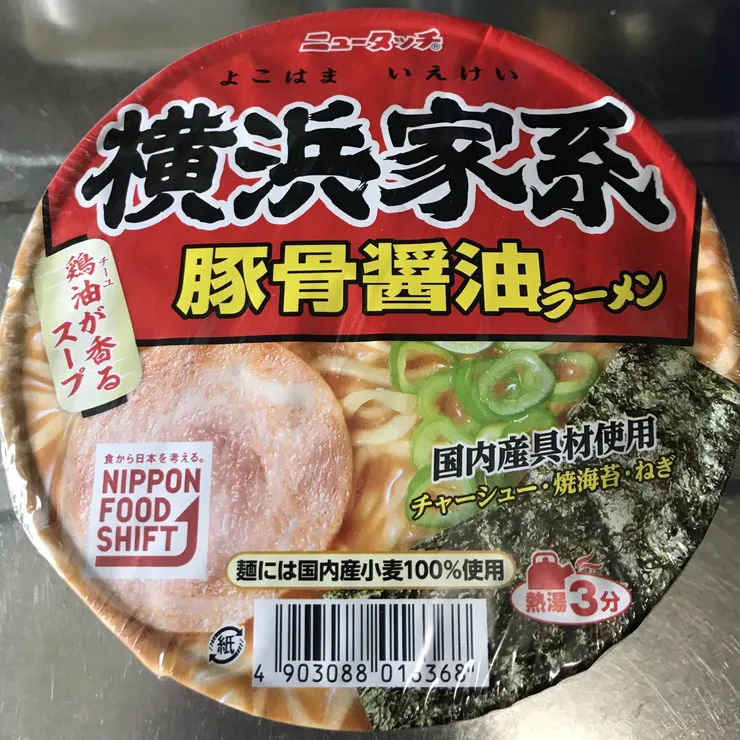 ニュータッチ®
よこはま いえけい
横浜家系
豚骨醤油ラーメン
チーユ
鶏油が香る
スープ
国内産具材使用
チャーシュー・焼海苔 ねぎ
食から日本を考える。
NIPPON
FOOD
SHIFT
麺には国内産小麦100%使用
熱湯3分
紙
4 903088 013368